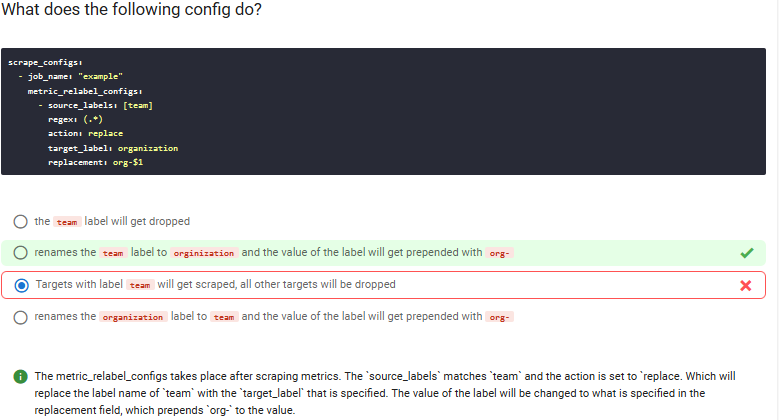 What does the following config do?
scrape_configs:
- job_name: "example"
metric_relabel_configs:
- source_labels: [team]
regex: (.*)
action: replace
target_label: organization
replacement: org-$1
the team label will get dropped
renames the team label to orginization and the value of the label will get prepended with org-
Targets with label team will get scraped, all other targets will be dropped
renames the organization label to team and the value of the label will get prepended with org-
The metric_relabel_configs takes place after scraping metrics. The `source_labels` matches `team` and the action is set to `replace. Which will
replace the label name of `team` with the `target_label` that is specified. The value of the label will be changed to what is specified in the
replacement field, which prepends `org-` to the value.